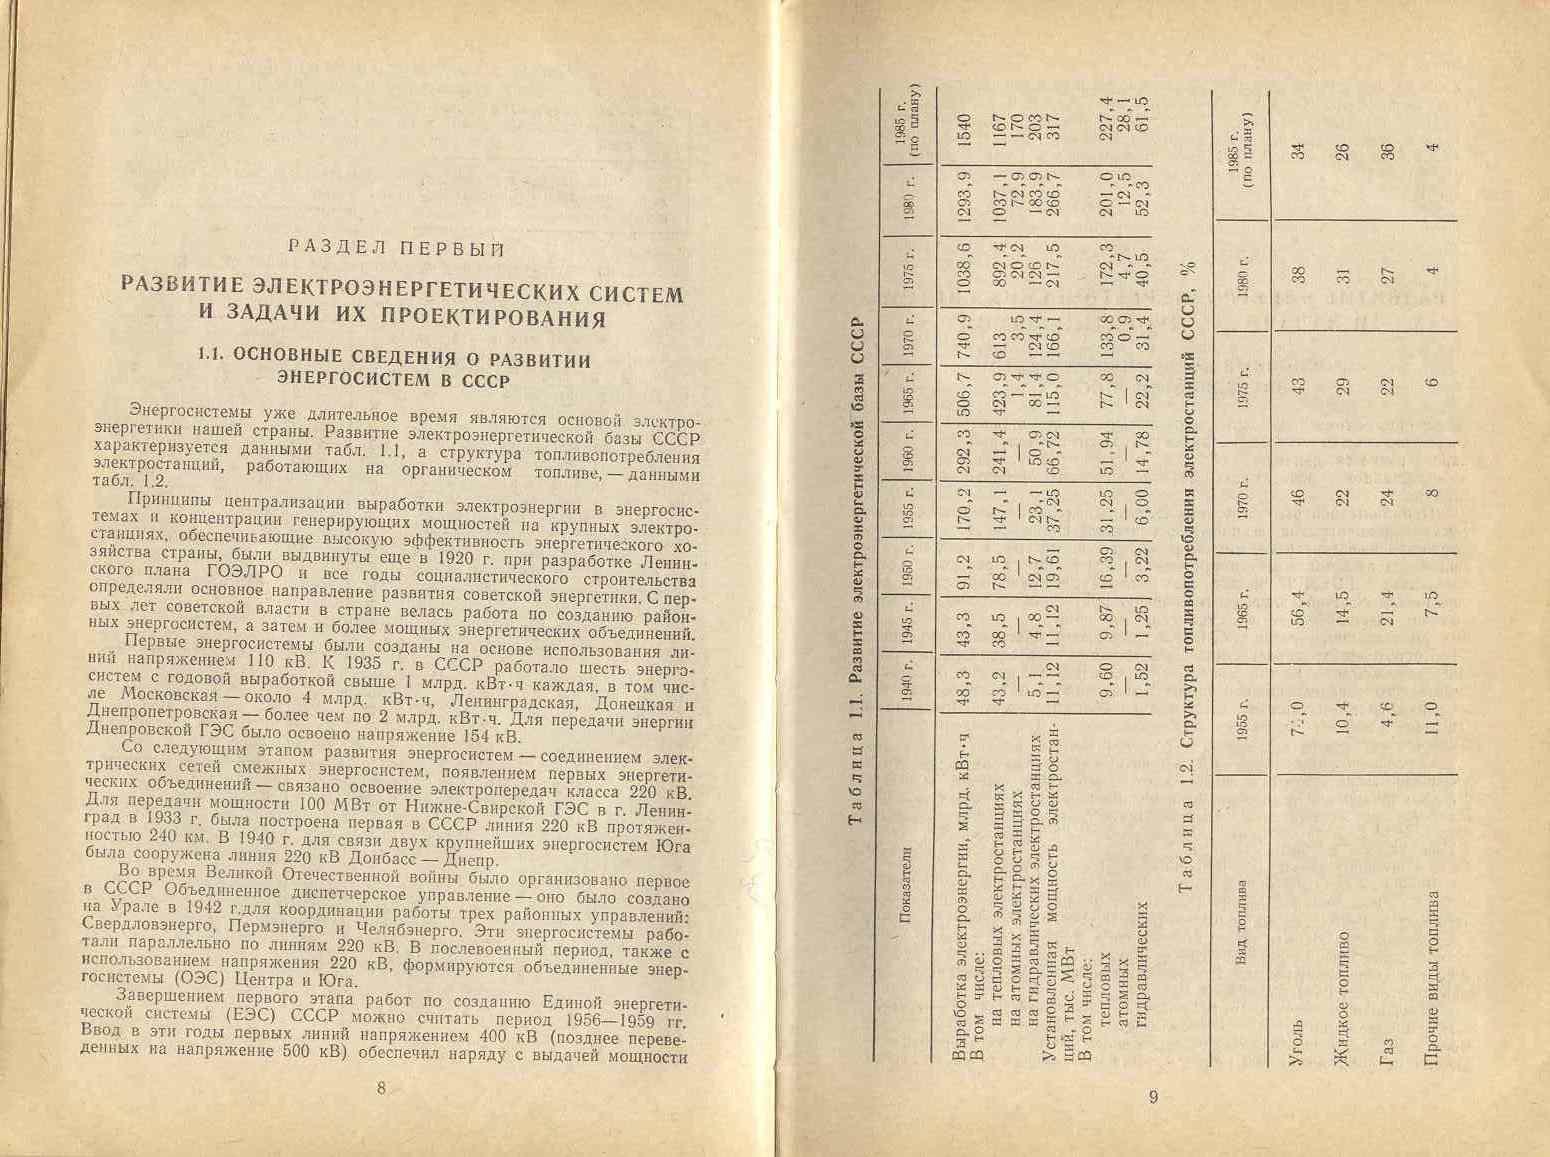 РАЗДЕЛ ПЕРВЫЙ
РАЗВИТИЕ ЭЛЕКТРОЭНЕРГЕТИЧЕСКИХ СИСТЕМ
И ЗАДАЧИ ИХ ПРОЕКТИРОВАНИЯ
1.1. ОСНОВНЫЕ СВЕДЕНИЯ О РАЗВИТИИ
ЭНЕРГОСИСТЕМ В СССР
Энергосистемы уже длительное время являются основой электро-
энергетики нашей страны. Развитие электроэнергетической базы СССР
характеризуется данными табл. 1.1, а структура топливопотребления
электростанций, работающих на органическом топливе, — данными
табл. 1.2.
Принципы централизации выработки электроэнергии в энергосис-
темах и концентрации генерирующих мощностей на крупных электро-
станциях, обеспечивающие высокую эффективность энергетического хо-
зяйства страны, были выдвинуты еще в 1920 г. при разработке Ленин-
ского плана ГОЭЛРО и все годы социалистического строительства
определяли основное направление развития советской энергетики. С пер-
вых лет советской власти в стране велась работа по созданию район-
ных энергосистем, а затем и более мощных энергетических объединений.
Первые энергосистемы были созданы на основе использования ли-
ний напряжением 110 кВ. К 1935 г. в СССР работало шесть энерго-
систем с годовой выработкой свыше 1 млрд. кВт·ч каждая, в том чис-
ле Московская — около 4 млрд. кВт·ч, Ленинградская, Донецкая и
Днепропетровская — более чем по 2 млрд. кВт·ч. Для передачи энергии
Днепровской ГЭС было освоено напряжение 154 кВ.
Со следующим этапом развития энергосистем — соединением элек-
трических сетей смежных энергосистем, появлением первых энергети-
ческих объединений — связано освоение электропередач класса 220 кВ.
Для передачи мощности 100 МВт от Нижне-Свирской ГЭС в г. Ленин-
град в 1933 г. была построена первая в СССР линия 220 кВ протяжен-
ностью 240 км. В 1940 г. для связи двух крупнейших энергосистем Юга
была сооружена линия 220 кВ Донбасс — Днепр.
Во время Великой Отечественной войны было организовано первое
в СССР Объединенное диспетчерское управление — оно было создано
на Урале в 1942 г.для координации работы трех районных управлений:
Свердловэнерго, Пермэнерго и Челябэнерго. Эти энергосистемы рабо-
тали параллельно по линиям 220 кВ. В послевоенный период, также с
использованием напряжения 220 кВ, формируются объединенные энер-
госистемы (ОЭС) Центра и Юга.
Завершением первого этапа работ по созданию Единой энергети-
ческой системы (ЕЭС) СССР можно считать период 1956—1959 гг.
Ввод в эти годы первых линий напряжением 400 кВ (позднее переве-
денных на напряжение 500 кВ) обеспечил наряду с выдачей мощности
8
Таблица 1.1. Развитие электроэнергетической базы СССР
Показатели 1940 г. 1945 г. 1950 г. 1955 г. 1960 г. 1965 г. 1970 г. 1975 г. 1980 г. 1985 г. (по плану)
Выработка электроэнергии, млрд. кВт·ч 48,3 43,3 91,2 170,2 292,3 506,7 740,9 1038,6 1293,9 1540
В том числе:
на тепловых электростанциях 43,2 38,5 78,5 147,1 241,4 423,9 613 892,4 1037,1 1167
на атомных электростанциях — — — — — 1,4 3,5 20,2 72,9 170
на гидравлических электростанциях 5,1 4,8 12,7 23,1 50,9 81,4 124,4 126 183,9 203
Установленная мощность электростан- 11,12 11,12 19,61 37,25 66,72 115,0 166,1 217,5 266,7 317
ций, тыс. МВт
В том числе:
тепловых 9,60 9,87 16,39 31,25 51,94 77,8 133,8 172,3 201,0 227,4
атомных — — — — — — 0,9 4,7 12,5 28,1
гидравлических 1,52 1,25 3,22 6,00 14,78 22,2 31,4 40,5 52,3 61,5
Таблица 1.2. Структура топливопотребления электростанций СССР, %
Вид топлива 1955 г. 1965 г. 1970 г. 1975 г. 1980 г. 1985 г. (по плану)
Уголь 56,4 46 43 38 34
Жидкое топливо 10,4 14,5 22 29 31 26
Газ 4,6 21,4 24 22 27 36
Прочие виды топлива 11,0 7,5 8 6 4 4
9